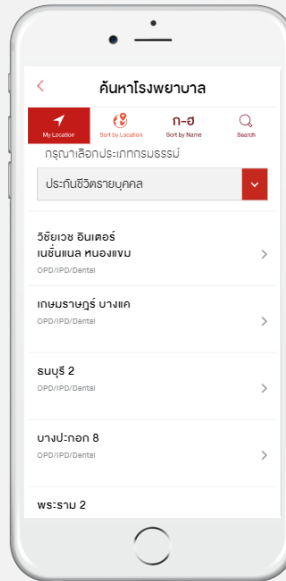 ค้นหาโรงพยาบาล
My Location
Sort by Location
ก-ฮ
Sort by Name
Search
กรุณาเลือกประเภทกรมธรรม์
ประกันชีวิตรายบุคคล
วิชัยเวช อินเตอร์
เนชั่นแนล หนองแขม
OPD/IPD/Dental
เกษมราษฎร์ บางแค
OPD/IPD/Dental
ธนบุรี 2
OPD/IPD/Dental
บางปะกอก 8
OPD/IPD/Dental
พระราม 2